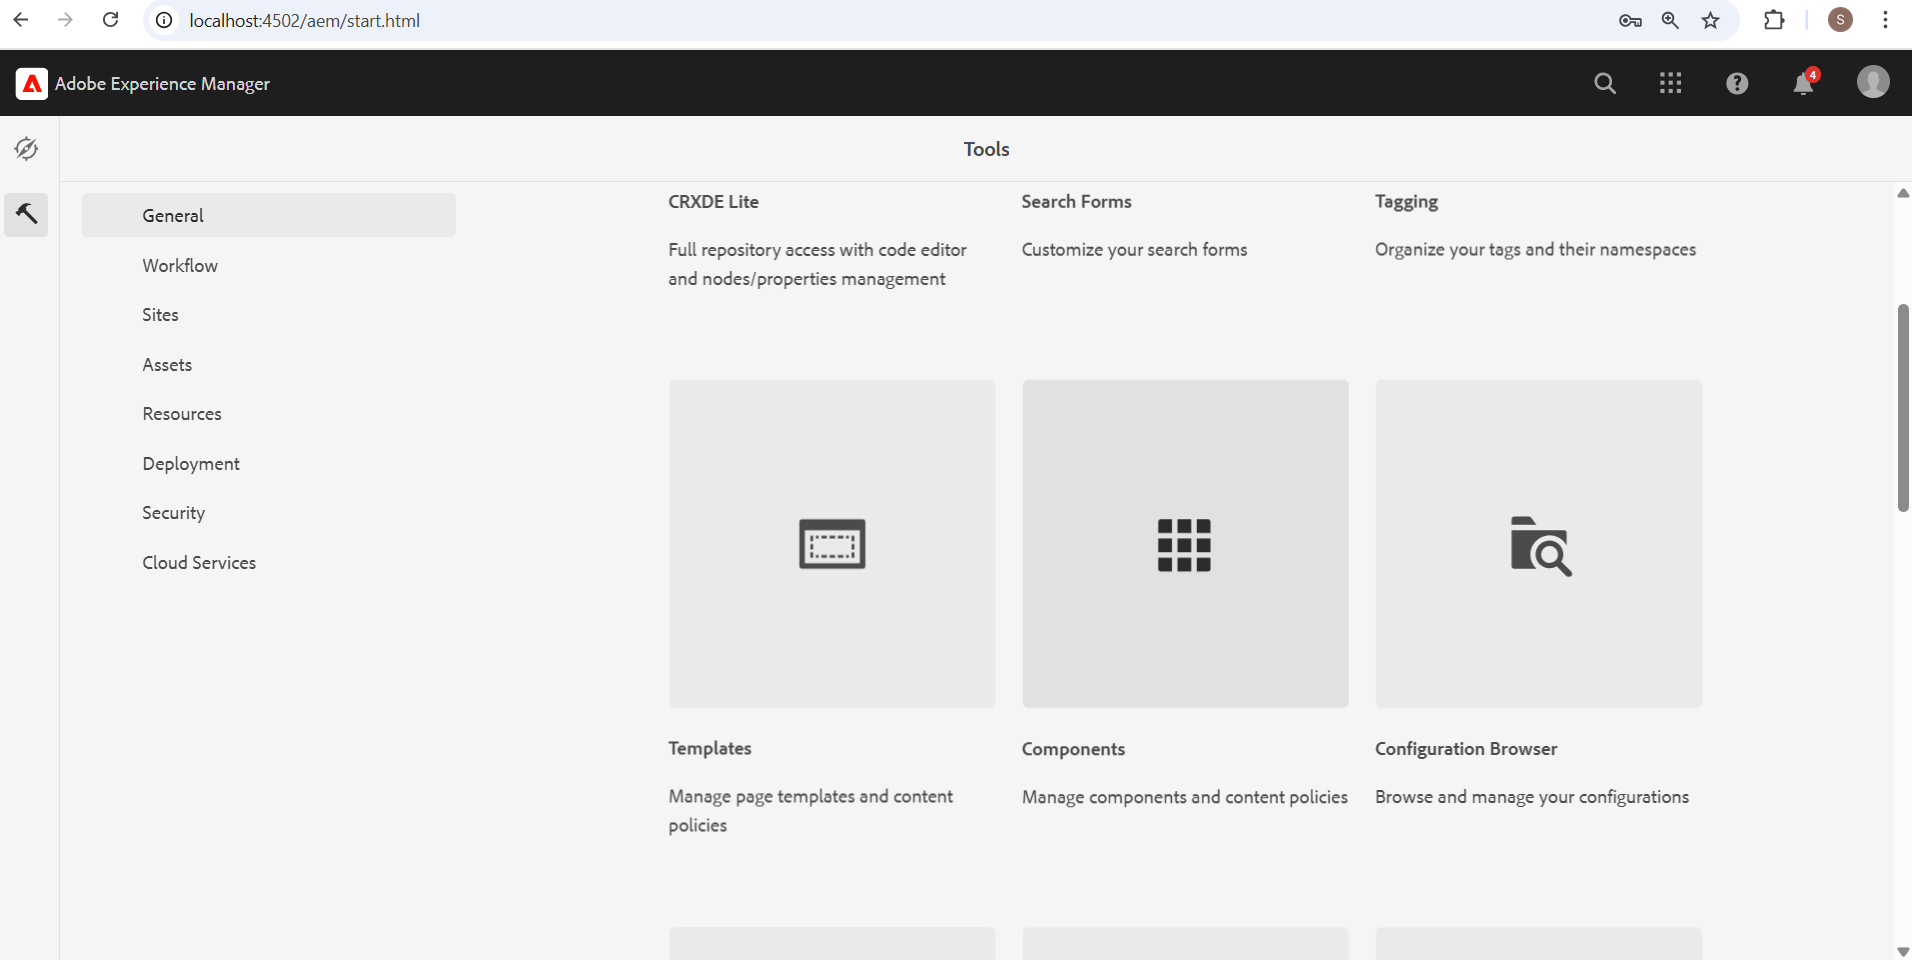 localhost:4502/aem/start.html
S
Adobe Experience Manager
4
Tools
General
Workflow
Sites
Assets
Resources
Deployment
Security
Cloud Services
CRXDE Lite
Full repository access with code editor
and nodes/properties management
Search Forms
Customize your search forms
Tagging
Organize your tags and their namespaces
Templates
Manage page templates and content
policies
Components
Manage components and content policies
Configuration Browser
Browse and manage your configurations